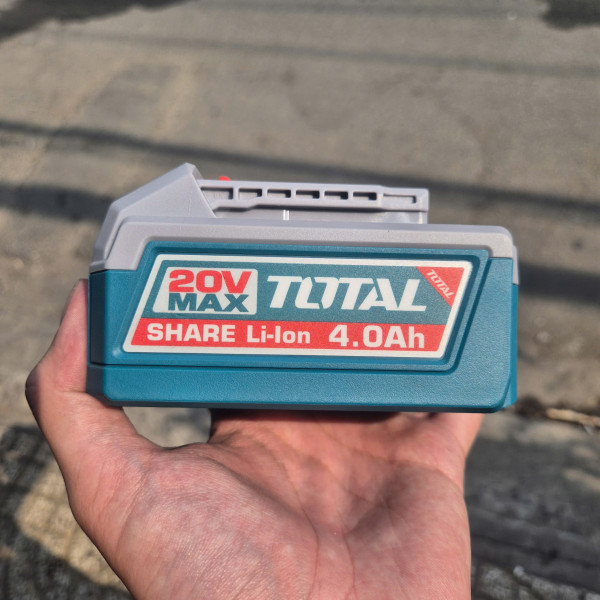 20V
MAX
TOTAL
TOTAL
SHARE Li-Ion 4.0Ah